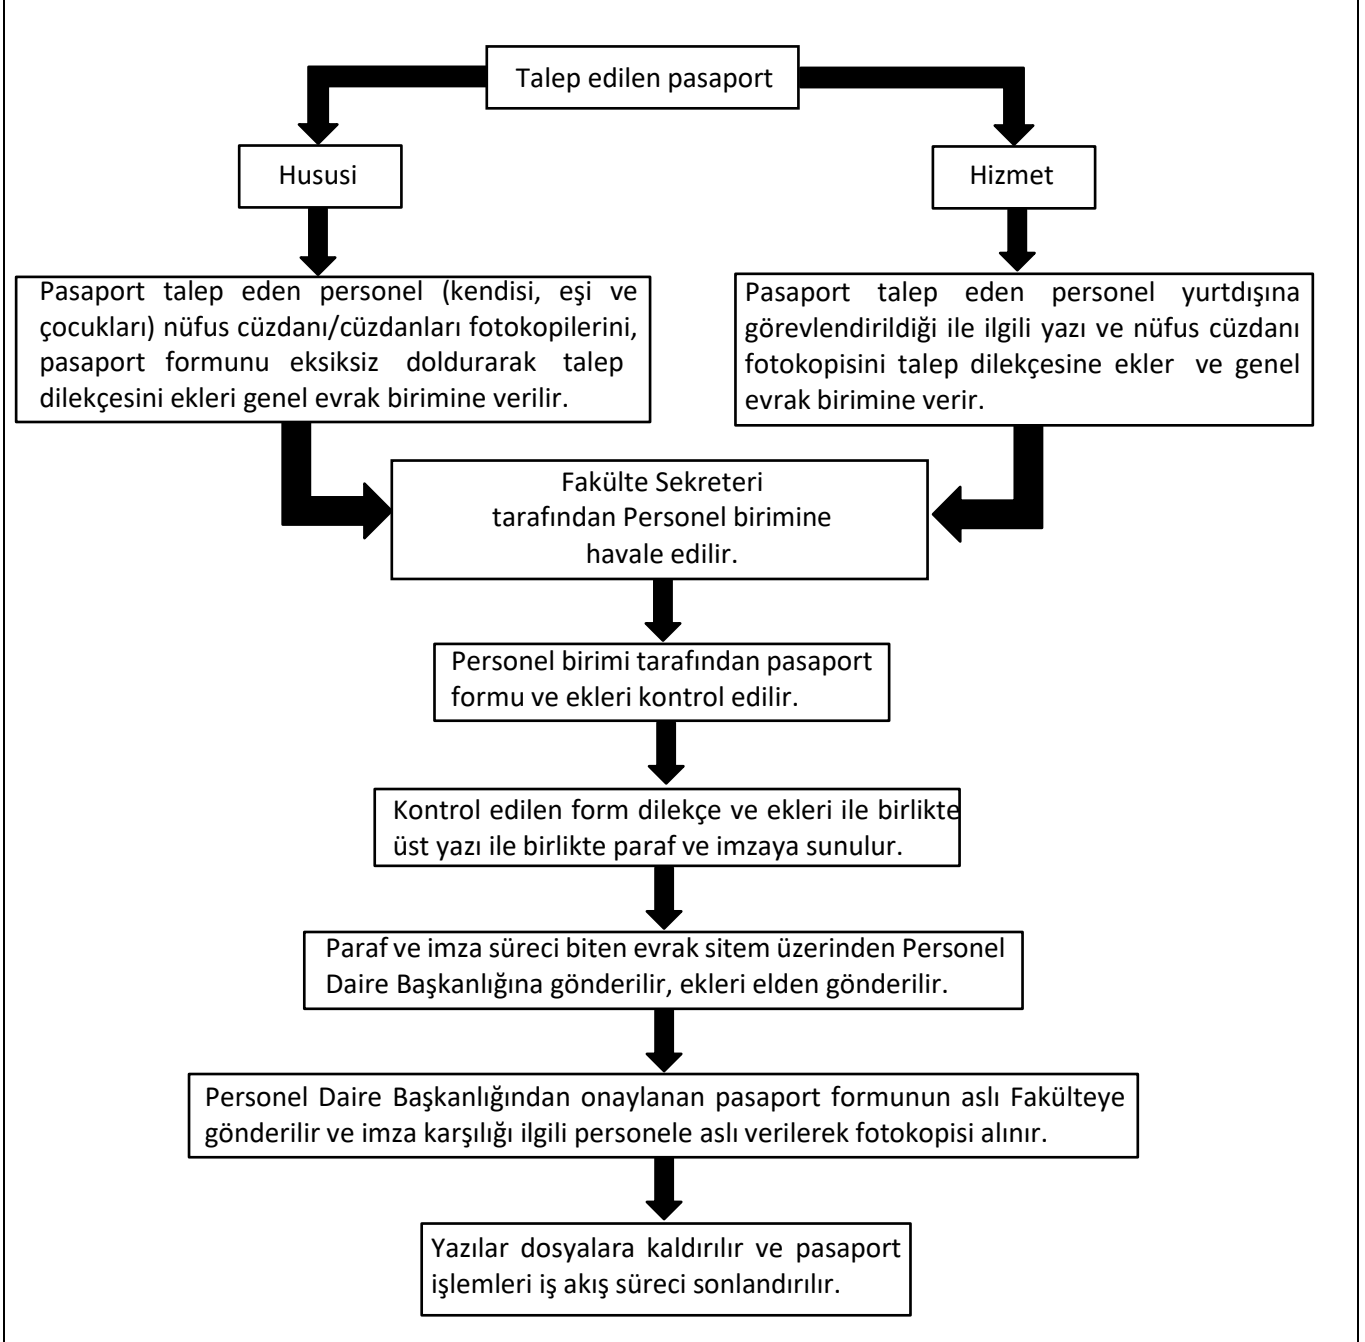 Talep edilen pasaport
Hususi
Hizmet
Pasaport talep eden personel (kendisi, eşi ve
çocukları) nüfus cüzdanı/cüzdanları fotokopilerini,
pasaport formunu eksiksiz doldurarak talep
dilekçesini ekleri genel evrak birimine verilir.
Pasaport talep eden personel yurtdışına
görevlendirildiği ile ilgili yazı ve nüfus cüzdanı
fotokopisini talep dilekçesine ekler ve genel
evrak birimine verir.
Fakülte Sekreteri
tarafından Personel birimine
havale edilir.
Personel birimi tarafından pasaport
formu ve ekleri kontrol edilir.
Kontrol edilen form dilekçe ve ekleri ile birlikte
üst yazı ile birlikte paraf ve imzaya sunulur.
Paraf ve imza süreci biten evrak sitem üzerinden Personel
Daire Başkanlığına gönderilir, ekleri elden gönderilir.
Personel Daire Başkanlığından onaylanan pasaport formunun aslı Fakülteye
gönderilir ve imza karşılığı ilgili personele aslı verilerek fotokopisi alınır.
Yazılar dosyalara kaldırılır ve pasaport
işlemleri iş akış süreci sonlandırılır.